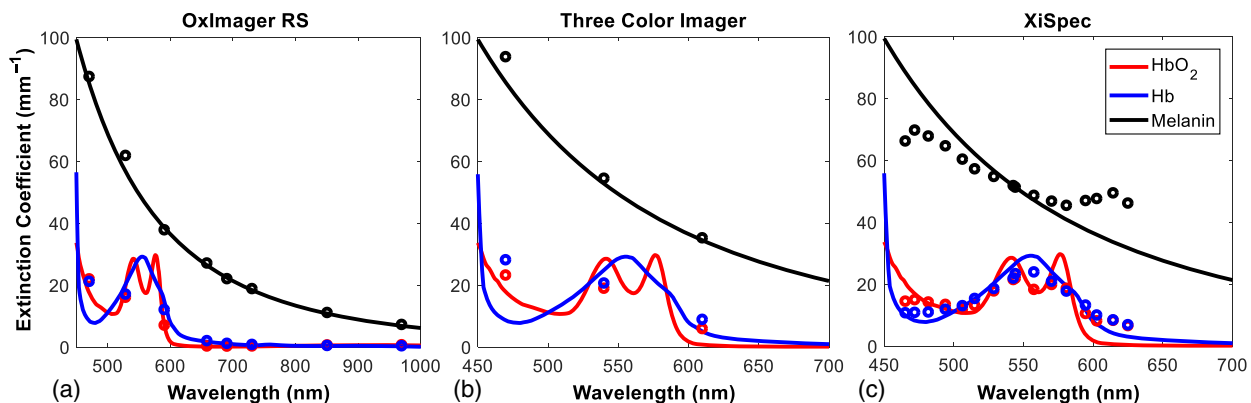 OxImager RS
Three Color Imager
XiSpec
Extinction Coefficient (mm⁻¹)
100
80
60
40
20
0
500
600
700
800
900
1000
Wavelength (nm)
(a)
100
80
60
40
20
0
450
500
550
600
650
700
Wavelength (nm)
(b)
100
80
60
40
20
0
450
500
550
600
650
700
Wavelength (nm)
(c)
HbO₂
Hb
Melanin